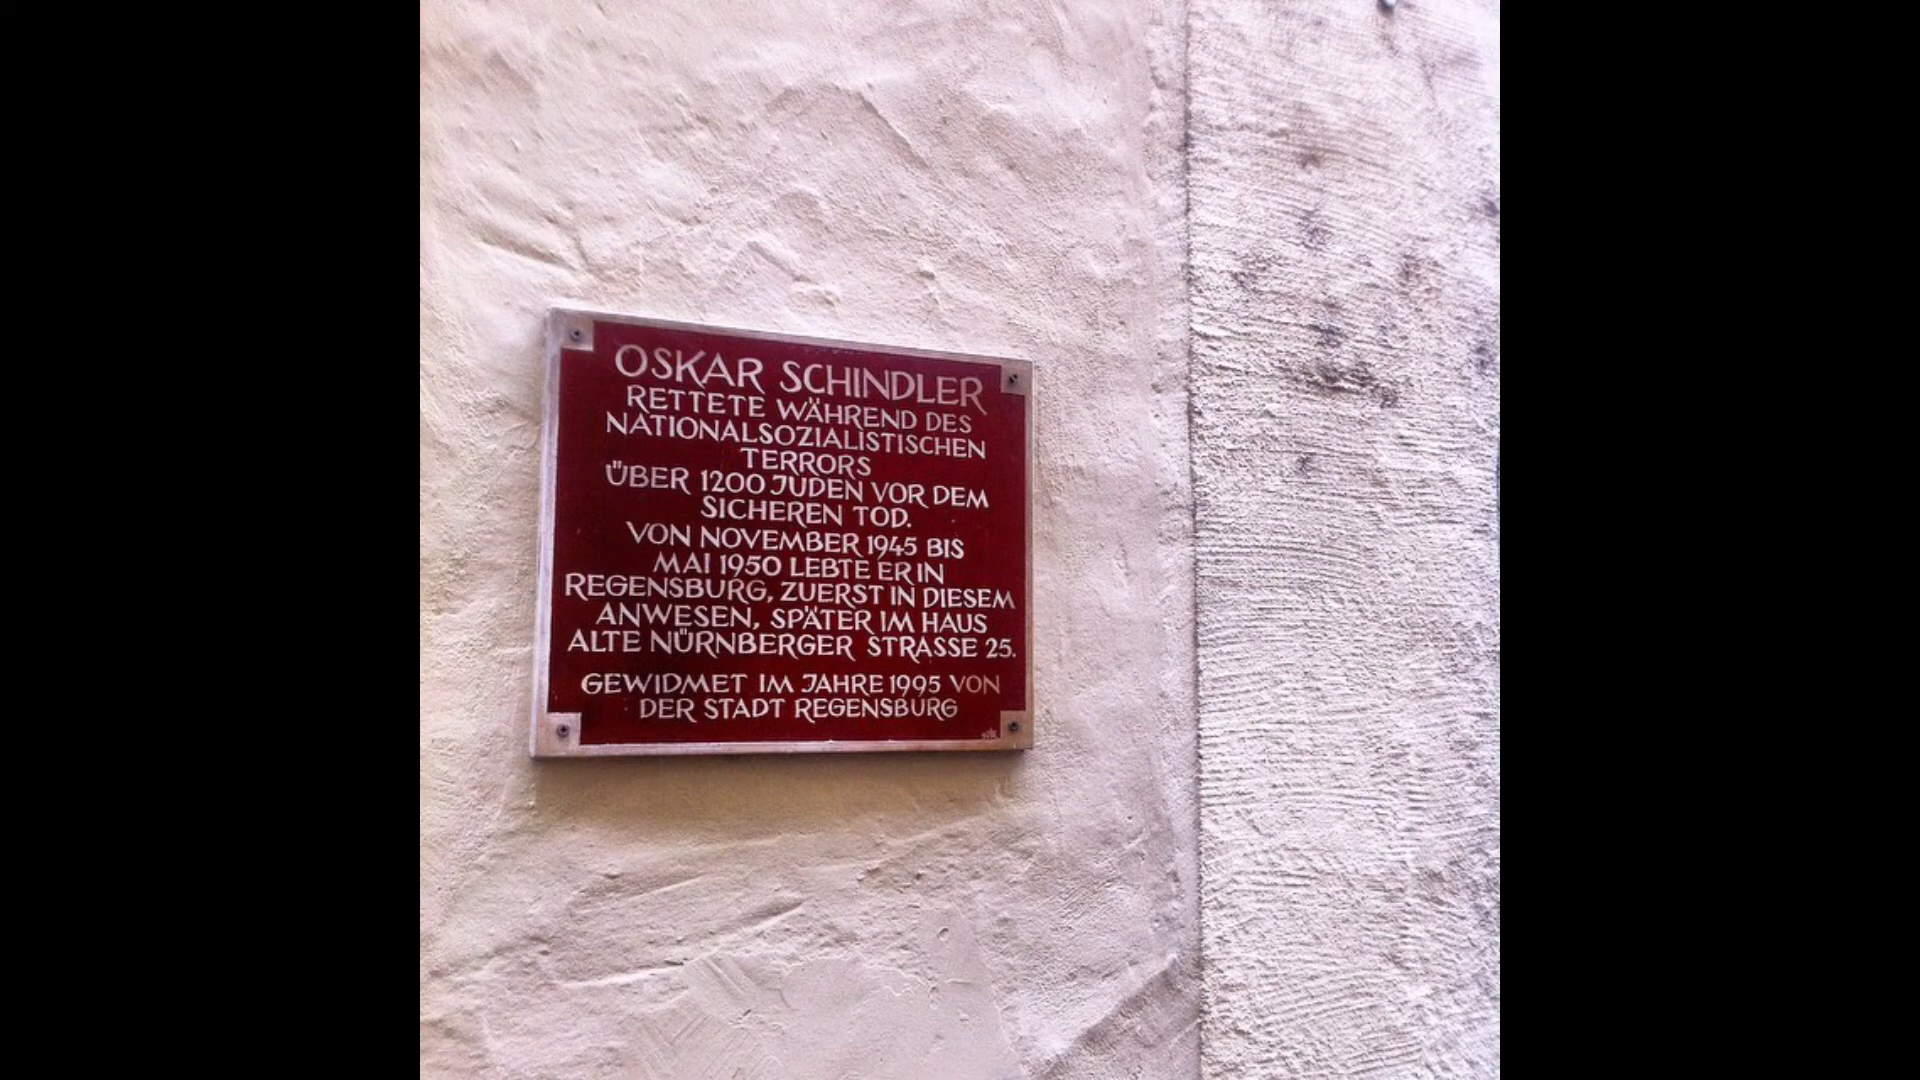 OSKAR SCHINDLER
RETTETE WÄHREND DES
NATIONALSOZIALISTISCHEN
TERRORS
ÜBER 1200 JUDEN VOR DEM
SICHEREN TOD.
VON NOVEMBER 1945 BIS
MAI 1950 LEBTE ER IN
REGENSBURG, ZUERST IN DIESEM
ANWESEN, SPÄTER IM HAUS
ALTE NÜRNBERGER STRASSE 25.
GEWIDMET IM JAHRE 1995 VON
DER STADT REGENSBURG